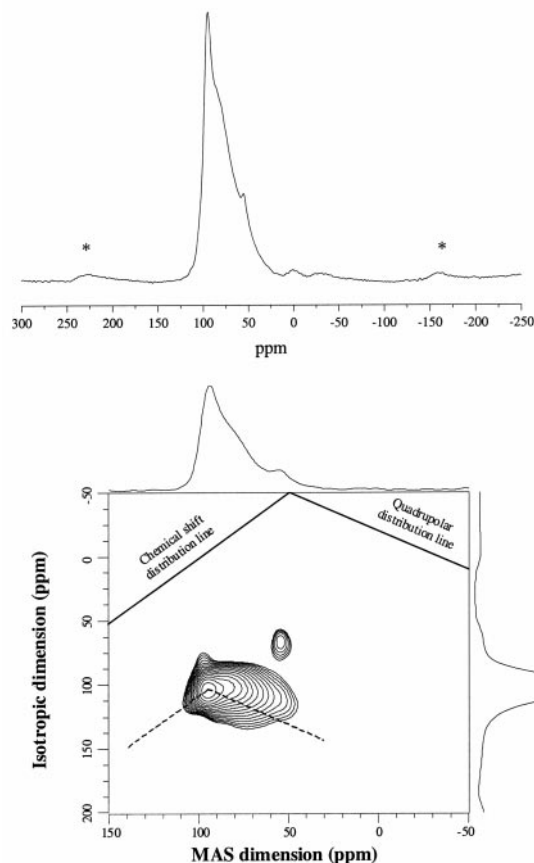 * *
300 250 200 150 100 50 0 -50 -100 -150 -200 -250
ppm
Chemical shift
distribution line
Quadrupolar
distribution line
-50
0
50
100
150
200
Isotropic dimension (ppm)
150 100 50 0 -50
MAS dimension (ppm)